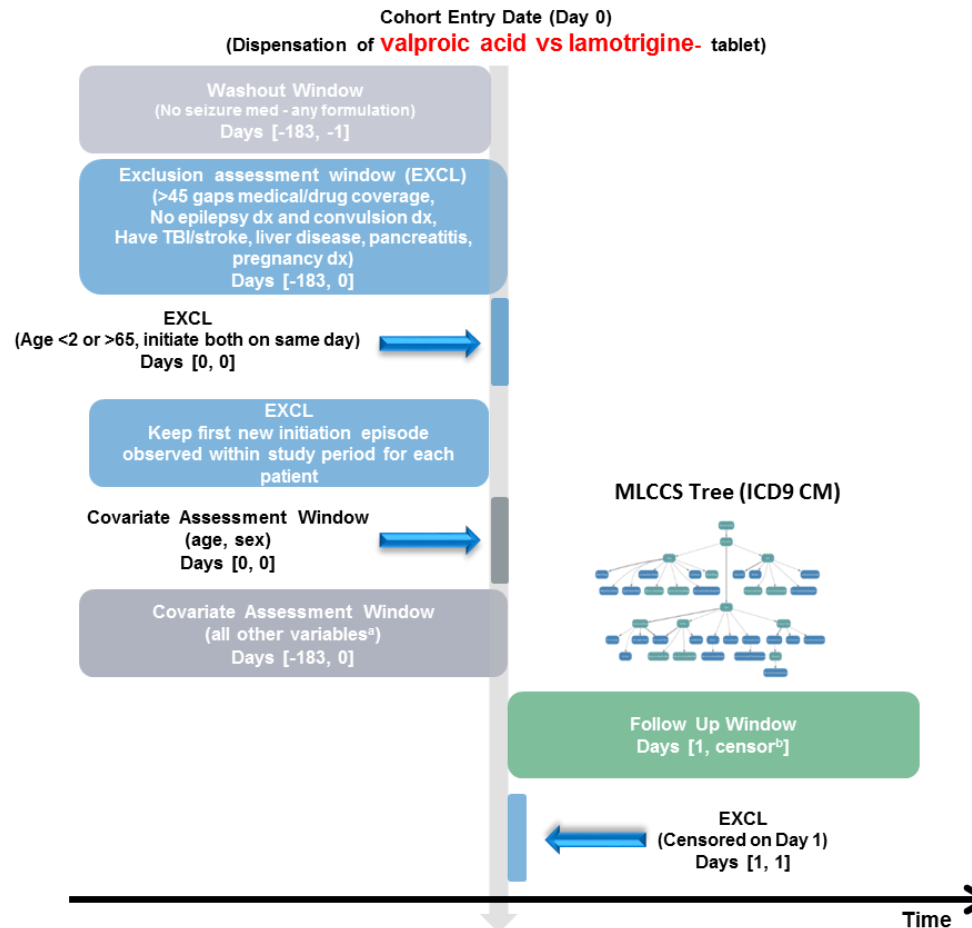 Cohort Entry Date (Day 0)
(Dispensation of valproic acid vs lamotrigine- tablet)
Washout Window
(No seizure med - any formulation)
Days [-183, -1]
Exclusion assessment window (EXCL)
(>45 gaps medical/drug coverage,
No epilepsy dx and convulsion dx,
Have TBI/stroke, liver disease, pancreatitis,
pregnancy dx)
Days [-183, 0]
EXCL
(Age <2 or >65, initiate both on same day)
Days [0, 0]
EXCL
Keep first new initiation episode
observed within study period for each
patient
Covariate Assessment Window
(age, sex)
Days [0, 0]
MLCCS Tree (ICD9 CM)
Covariate Assessment Window
(all other variablesᵃ)
Days [-183, 0]
Follow Up Window
Days [1, censorᵇ]
EXCL
(Censored on Day 1)
Days [1, 1]
Time